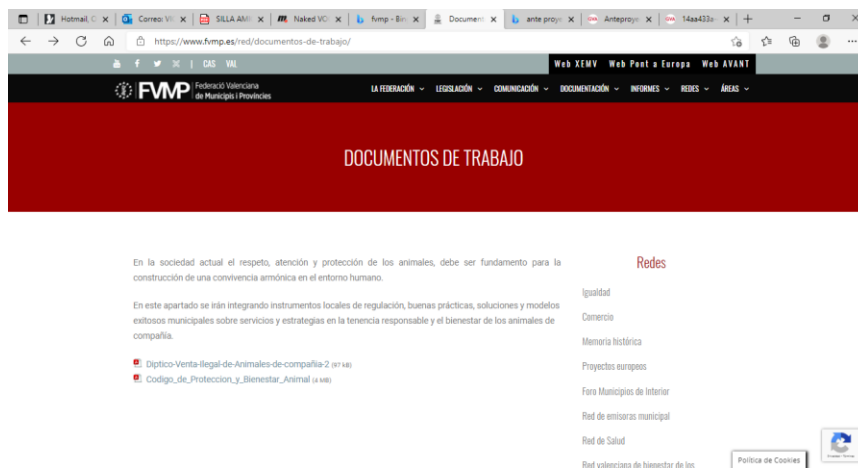 Hotmail, C
Correo: Vi
SILLA AMI
Naked VO
fvmp - Bin
Document
ante proye
Anteproye
14aa433a
https://www.fvmp.es/red/documentos-de-trabajo/
CAS VAL
Web XEMV Web Pont a Europa Web AVANT
FVMP Federació Valenciana
de Municipis i Províncies
LA FEDERACIÓN LEGISLACIÓN COMUNICACIÓN DOCUMENTACIÓN INFORMES REDES ÁREAS
DOCUMENTOS DE TRABAJO
En la sociedad actual el respeto, atención y protección de los animales, debe ser fundamento para la
construcción de una convivencia armónica en el entorno humano.
En este apartado se irán integrando instrumentos locales de regulación, buenas prácticas, soluciones y modelos
exitosos municipales sobre servicios y estrategias en la tenencia responsable y el bienestar de los animales de
compañía.
Diptico-Venta-Ilegal-de-Animales-de-compañia-2 (97 kB)
Codigo_de_Proteccion_y_Bienestar_Animal (4 MB)
Redes
Igualdad
Comercio
Memoria histórica
Proyectos europeos
Foro Municipios de Interior
Red de emisoras municipal
Red de Salud
Red valenciana de bienestar de los
Política de Cookies